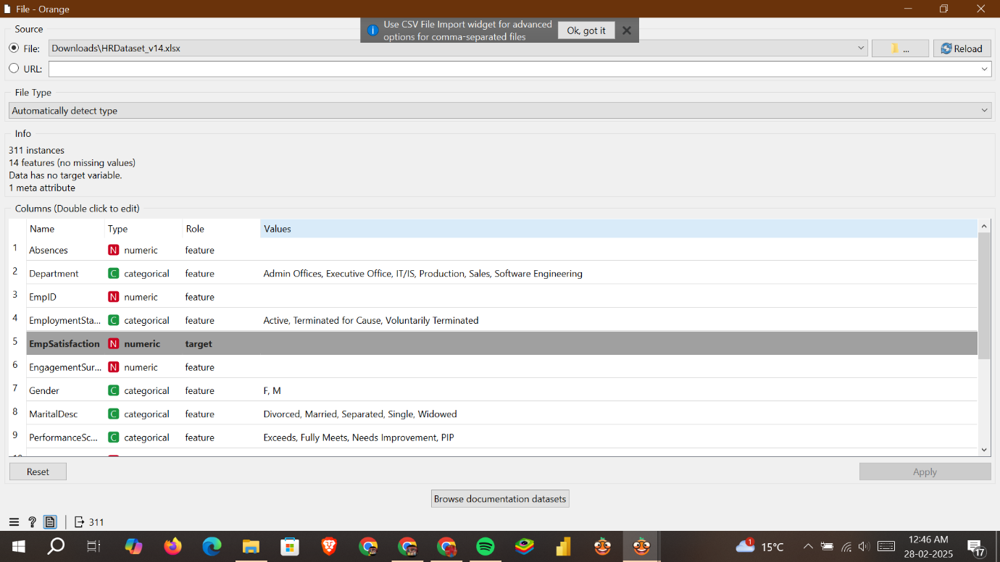 File - Orange
Use CSV File Import widget for advanced
options for comma-separated files
Ok, got it
Source
File: Downloads\HRDataset_v14.xlsx ... Reload
URL:
File Type
Automatically detect type
Info
311 instances
14 features (no missing values)
Data has no target variable.
1 meta attribute
Columns (Double click to edit)
Name Type Role Values
1 Absences N numeric feature
2 Department C categorical feature Admin Offices, Executive Office, IT/IS, Production, Sales, Software Engineering
3 EmpID N numeric feature
4 EmploymentSta... C categorical feature Active, Terminated for Cause, Voluntarily Terminated
5 EmpSatisfaction N numeric target
6 EngagementSur... N numeric feature
7 Gender C categorical feature F, M
8 MaritalDesc C categorical feature Divorced, Married, Separated, Single, Widowed
9 PerformanceSc... C categorical feature Exceeds, Fully Meets, Needs Improvement, PIP
Reset Apply
Browse documentation datasets
? 311
1 15°C 12:46 AM
28-02-2025 17